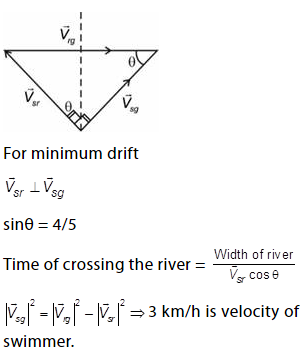 V⃗rg
θ
V⃗sr
θ
V⃗sg
For minimum drift
V⃗sr ⊥ V⃗sg
sinθ = 4/5
Time of crossing the river = Width of river / V⃗sr cos θ
|V⃗sg|² = |V⃗rg|² – |V⃗sr|² ⇒ 3 km/h is velocity of
swimmer.